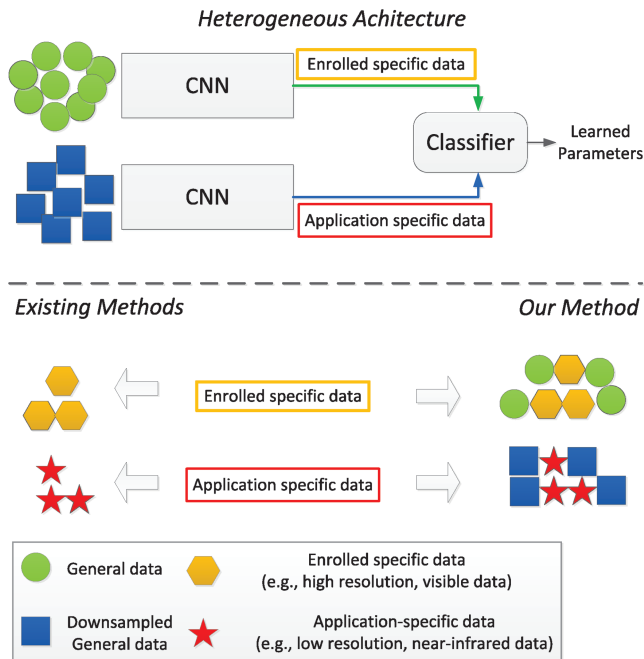 Heterogeneous Achitecture
CNN
Enrolled specific data
Classifier
Learned
Parameters
CNN
Application specific data
Existing Methods
Our Method
Enrolled specific data
Application specific data
General data
Enrolled specific data
(e.g., high resolution, visible data)
Downsampled
General data
Application-specific data
(e.g., low resolution, near-infrared data)